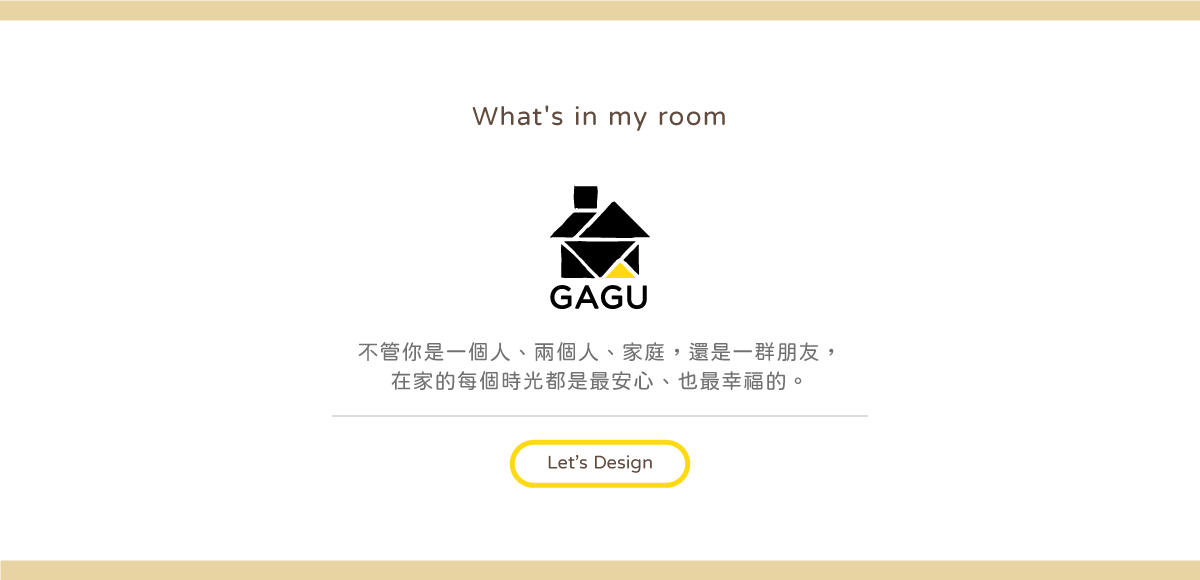 What's in my room
GAGU
不管你是一個人、兩個人、家庭，還是一群朋友，
在家的每個時光都是最安心、也最幸福的。
Let’s Design